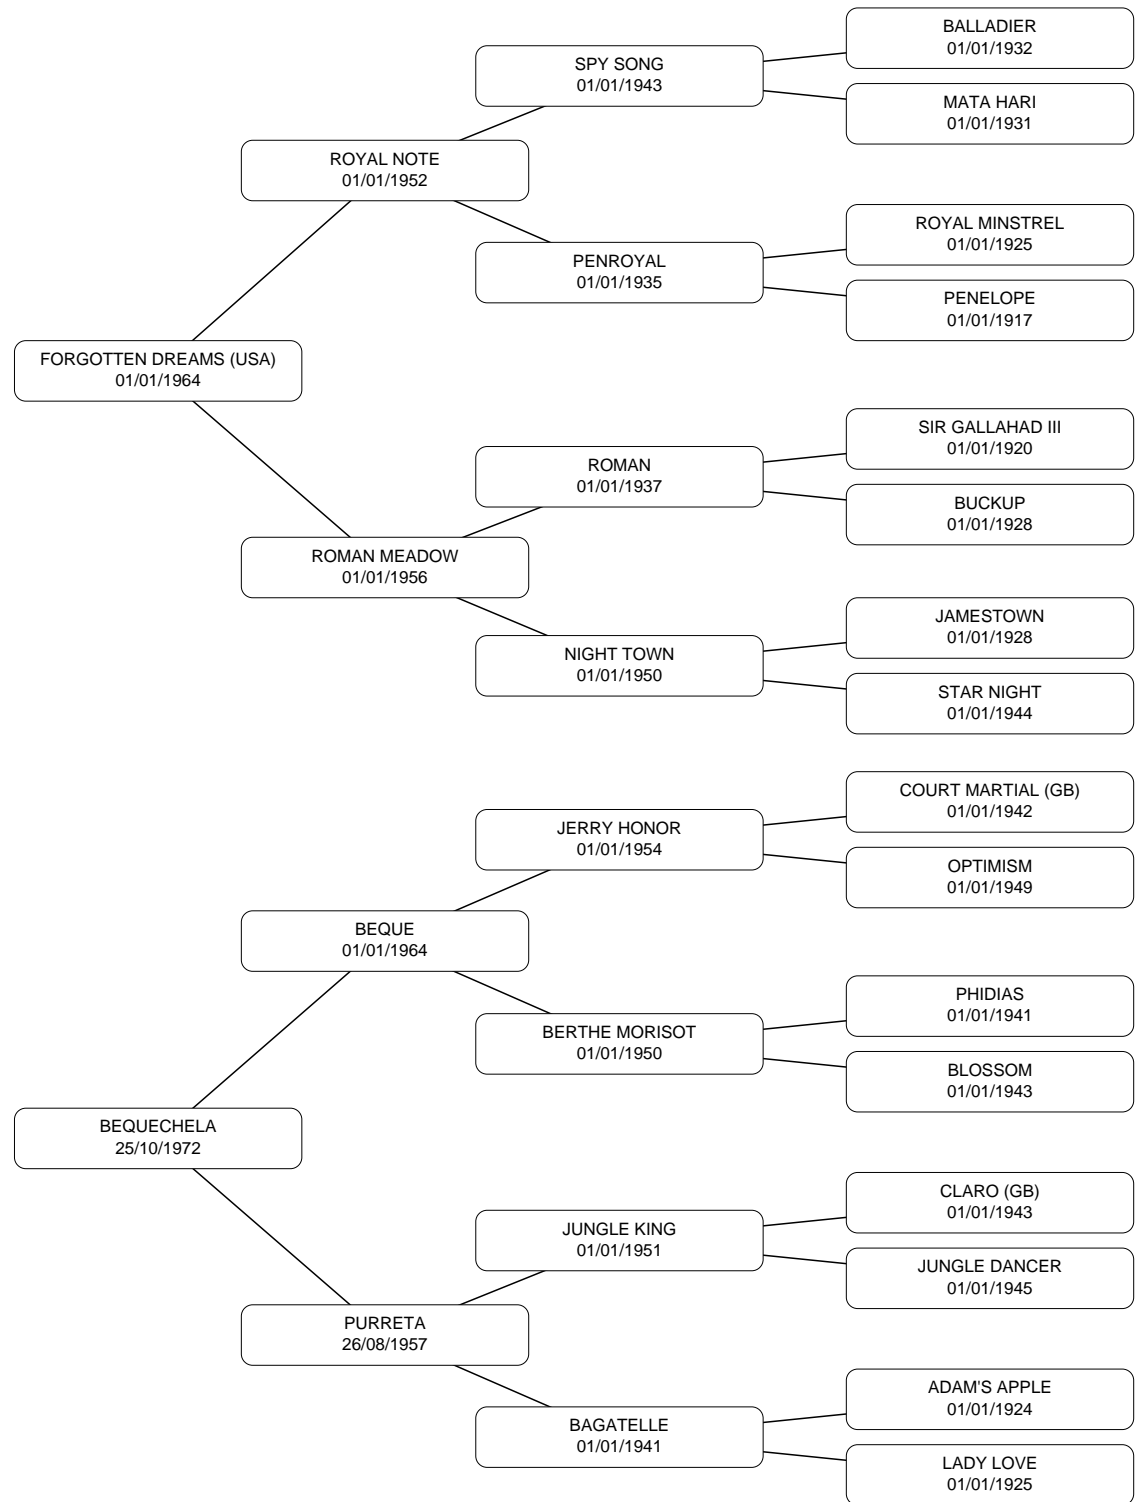 BALLADIER
01/01/1932
SPY SONG
01/01/1943
MATA HARI
01/01/1931
ROYAL NOTE
01/01/1952
ROYAL MINSTREL
01/01/1925
PENROYAL
01/01/1935
PENELOPE
01/01/1917
FORGOTTEN DREAMS (USA)
01/01/1964
SIR GALLAHAD III
01/01/1920
ROMAN
01/01/1937
BUCKUP
01/01/1928
ROMAN MEADOW
01/01/1956
JAMESTOWN
01/01/1928
NIGHT TOWN
01/01/1950
STAR NIGHT
01/01/1944
COURT MARTIAL (GB)
01/01/1942
JERRY HONOR
01/01/1954
OPTIMISM
01/01/1949
BEQUE
01/01/1964
PHIDIAS
01/01/1941
BERTHE MORISOT
01/01/1950
BLOSSOM
01/01/1943
BEQUECHELA
25/10/1972
CLARO (GB)
01/01/1943
JUNGLE KING
01/01/1951
JUNGLE DANCER
01/01/1945
PURRETA
26/08/1957
ADAM'S APPLE
01/01/1924
BAGATELLE
01/01/1941
LADY LOVE
01/01/1925